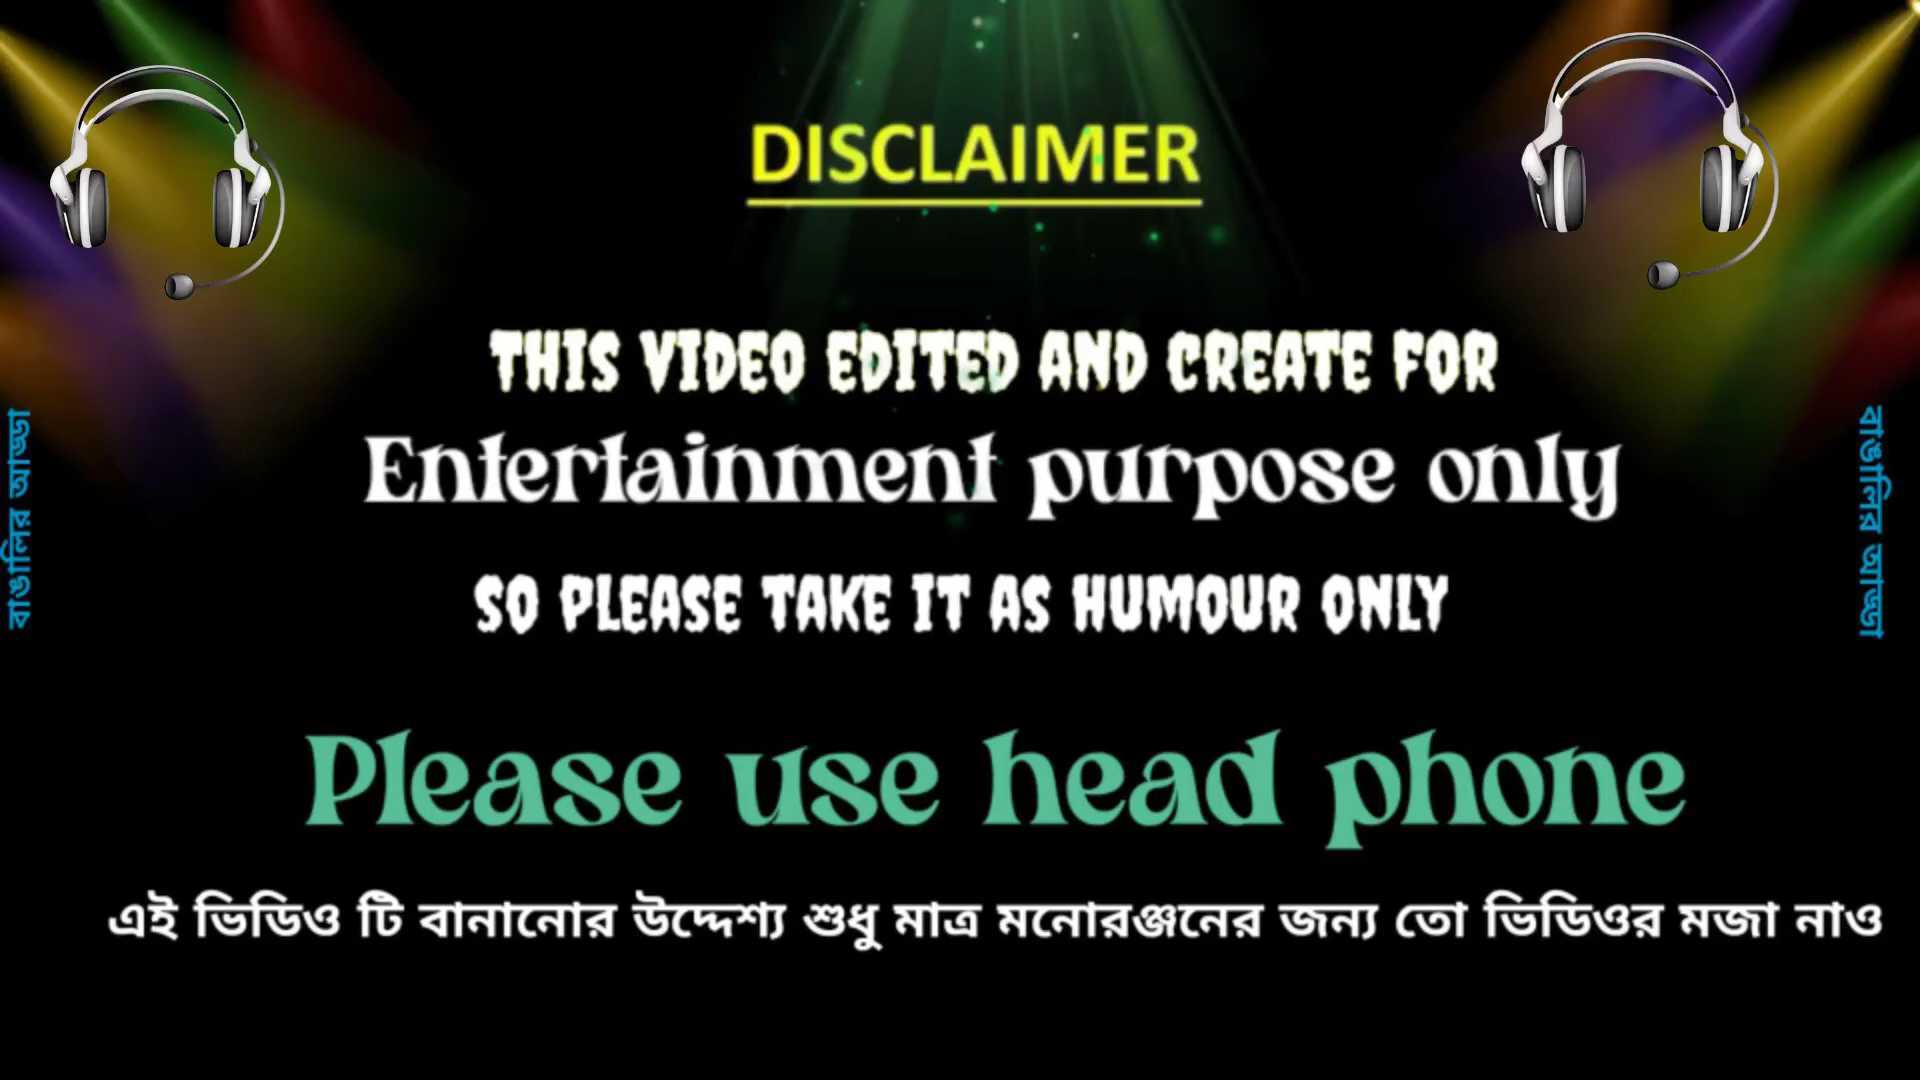 DISCLAIMER
THIS VIDEO EDITED AND CREATE FOR
Entertainment purpose only
SO PLEASE TAKE IT AS HUMOUR ONLY
বাঙালির আড্ডা
বাঙালির আড্ডা
Please use head phone
এই ভিডিও টি বানানোর উদ্দেশ্য শুধু মাত্র মনোরঞ্জনের জন্য তো ভিডিওর মজা নাও